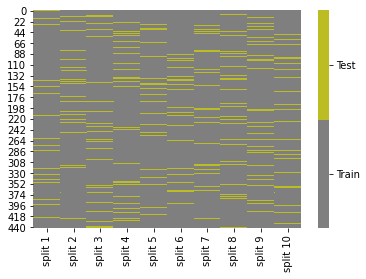 0
22
44
66
88
110
132
154
176
198
220
242
264
286
308
330
352
374
396
418
440
split 1
split 2
split 3
split 4
split 5
split 6
split 7
split 8
split 9
split 10
Test
Train